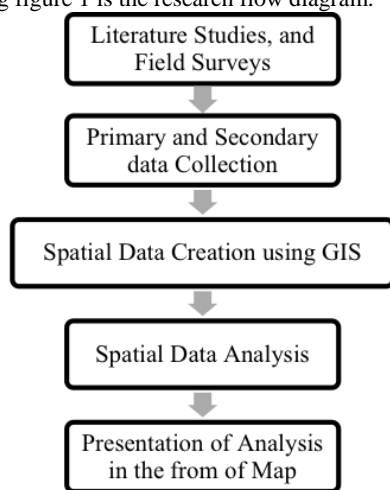 g figure 1 is the research flow diagram.
Literature Studies, and
Field Surveys
Primary and Secondary
data Collection
Spatial Data Creation using GIS
Spatial Data Analysis
Presentation of Analysis
in the from of Map